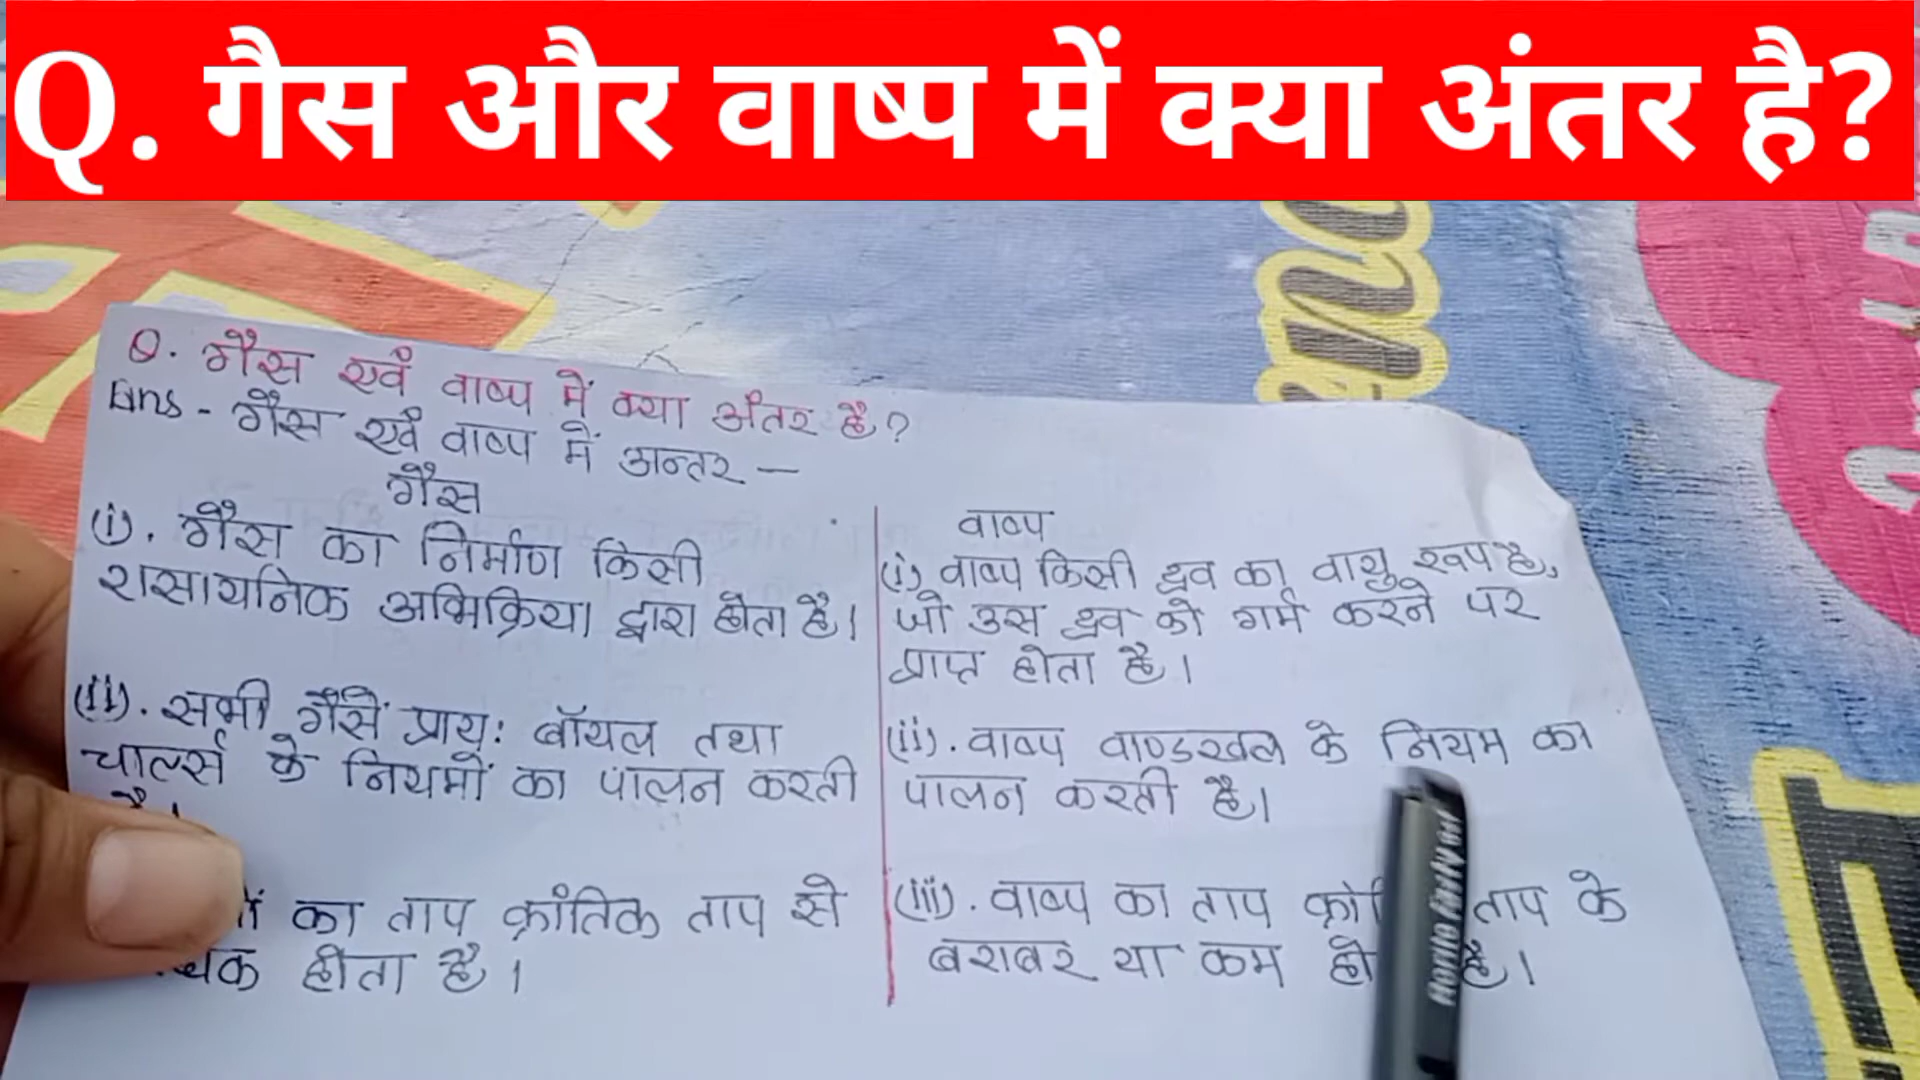 Q. गैस और वाष्प में क्या अंतर है?
Q. गैस एवं वाष्प में क्या अंतर है?
Ans - गैस एवं वाष्प में अन्तर —
गैस
(i). गैस का निर्माण किसी
रासायनिक अभिक्रिया द्वारा होता है।
(ii). सभी गैसें प्राय: बॉयल तथा
चार्ल्स के नियमों का पालन करती
है।
का ताप क्रांतिक ताप से
होता है।
वाष्प
(i) वाष्प किसी द्रव का वायु रूप है,
जो उस द्रव को गर्म करने पर
प्राप्त होता है।
(ii). वाष्प वाण्डरवाल के नियम का
पालन करती है।
(iii). वाष्प का ताप ताप के
बराबर या कम है।